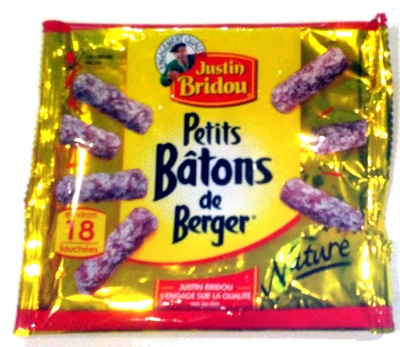 Justin
Bridou
Petits
Bâtons
de
Berger
environ
18
bouchées
Nature
JUSTIN BRIDOU
S'ENGAGE SUR LA QUALITÉ